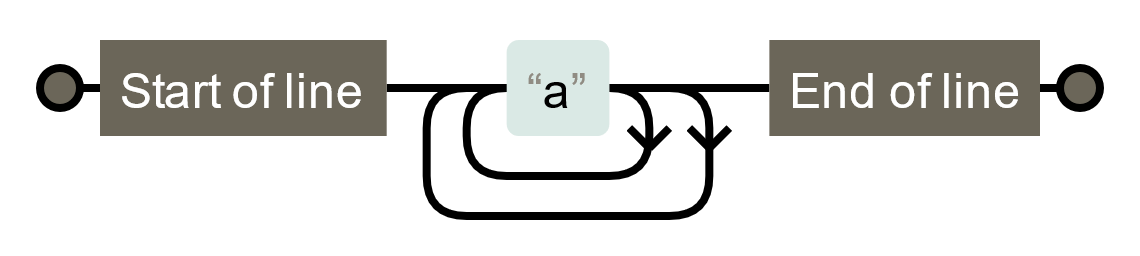 Start of line “a” End of line